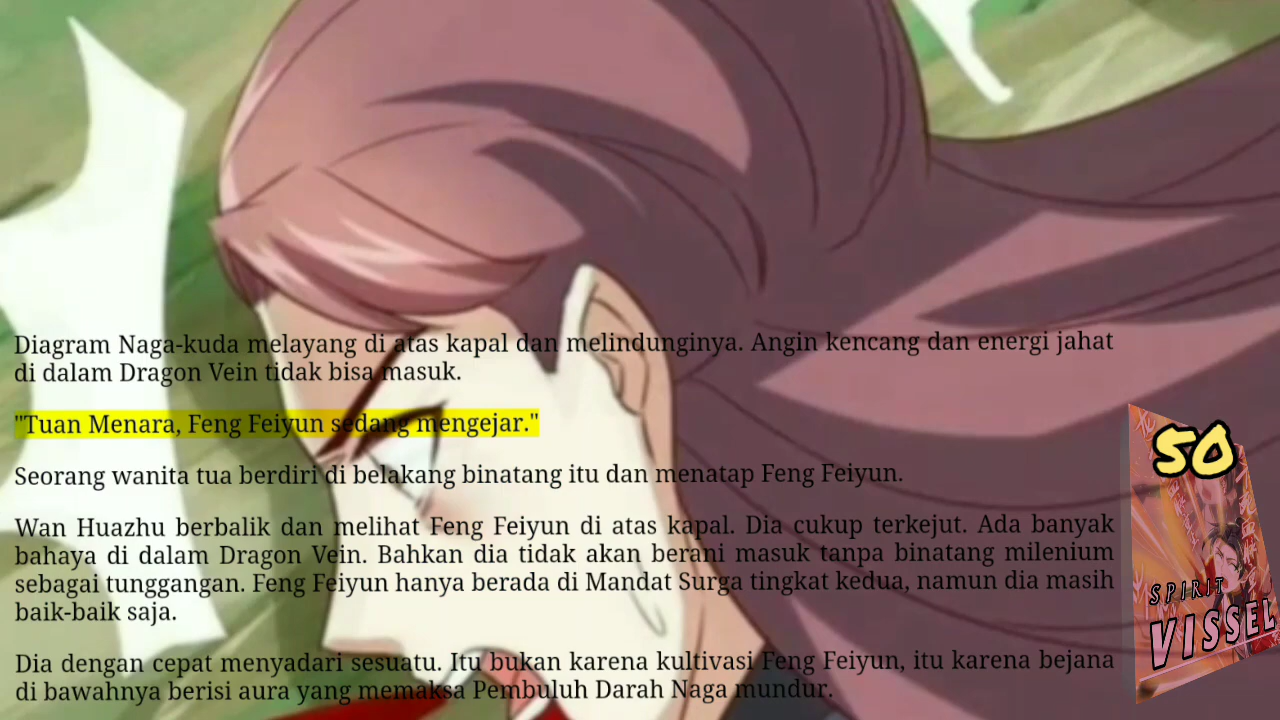 Diagram Naga-kuda melayang di atas kapal dan melindunginya. Angin kencang dan energi jahat
di dalam Dragon Vein tidak bisa masuk.
"Tuan Menara, Feng Feiyun sedang mengejar."
Seorang wanita tua berdiri di belakang binatang itu dan menatap Feng Feiyun.
Wan Huazhu berbalik dan melihat Feng Feiyun di atas kapal. Dia cukup terkejut. Ada banyak
bahaya di dalam Dragon Vein. Bahkan dia tidak akan berani masuk tanpa binatang milenium
sebagai tunggangan. Feng Feiyun hanya berada di Mandat Surga tingkat kedua, namun dia masih
baik-baik saja.
Dia dengan cepat menyadari sesuatu. Itu bukan karena kultivasi Feng Feiyun, itu karena bejana
di bawahnya berisi aura yang memaksa Pembuluh Darah Naga mundur.
50
SPIRIT
VISSEL